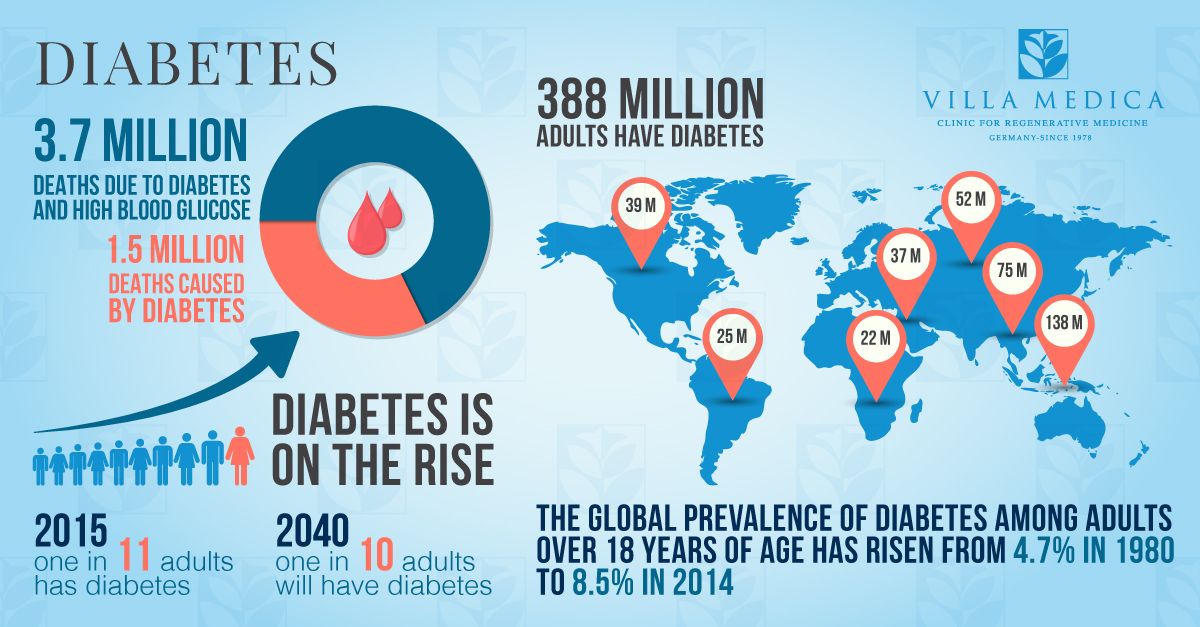 DIABETES
3.7 MILLION
DEATHS DUE TO DIABETES
AND HIGH BLOOD GLUCOSE
1.5 MILLION
DEATHS CAUSED
BY DIABETES
DIABETES IS
ON THE RISE
2015
one in 11 adults
has diabetes
2040
one in 10 adults
will have diabetes
388 MILLION
ADULTS HAVE DIABETES
VILLA MEDICA
CLINIC FOR REGENERATIVE MEDICINE
GERMANY-SINCE 1978
39 M
52 M
37 M
75 M
25 M
22 M
138 M
THE GLOBAL PREVALENCE OF DIABETES AMONG ADULTS
OVER 18 YEARS OF AGE HAS RISEN FROM 4.7% IN 1980
TO 8.5% IN 2014